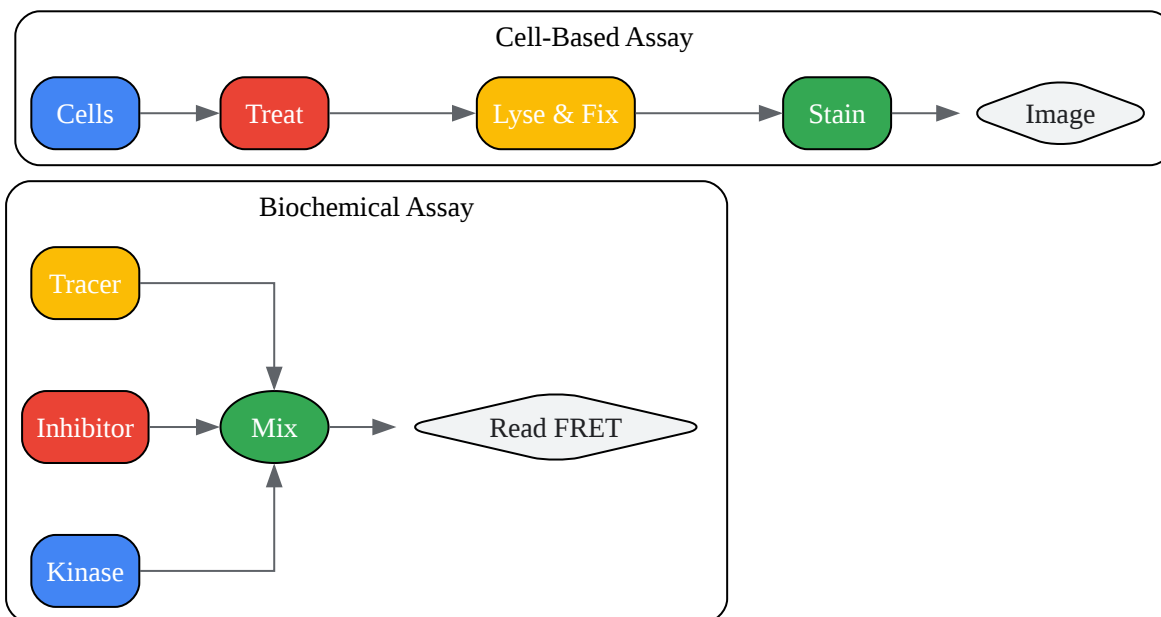 Cell-Based Assay
Cells
Treat
Lyse & Fix
Stain
Image
Biochemical Assay
Tracer
Inhibitor
Mix
Read FRET
Kinase